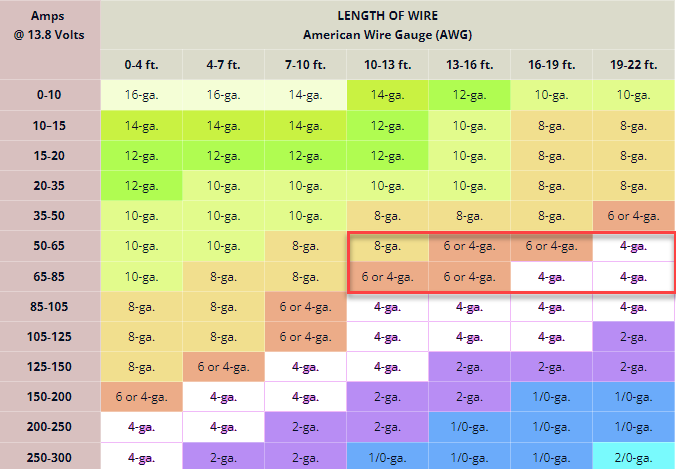 Amps
@ 13.8 Volts
LENGTH OF WIRE
American Wire Gauge (AWG)
0-4 ft. 4-7 ft. 7-10 ft. 10-13 ft. 13-16 ft. 16-19 ft. 19-22 ft.
0-10 16-ga. 16-ga. 14-ga. 14-ga. 12-ga. 10-ga. 10-ga.
10–15 14-ga. 14-ga. 14-ga. 12-ga. 10-ga. 8-ga. 8-ga.
15-20 12-ga. 12-ga. 12-ga. 12-ga. 10-ga. 8-ga. 8-ga.
20-35 12-ga. 10-ga. 10-ga. 10-ga. 10-ga. 8-ga. 8-ga.
35-50 10-ga. 10-ga. 10-ga. 8-ga. 8-ga. 8-ga. 6 or 4-ga.
50-65 10-ga. 10-ga. 8-ga. 8-ga. 6 or 4-ga. 6 or 4-ga. 4-ga.
65-85 10-ga. 8-ga. 8-ga. 6 or 4-ga. 6 or 4-ga. 4-ga. 4-ga.
85-105 8-ga. 8-ga. 6 or 4-ga. 4-ga. 4-ga. 4-ga. 4-ga.
105-125 8-ga. 8-ga. 6 or 4-ga. 4-ga. 4-ga. 4-ga. 2-ga.
125-150 8-ga. 6 or 4-ga. 4-ga. 4-ga. 2-ga. 2-ga. 2-ga.
150-200 6 or 4-ga. 4-ga. 4-ga. 2-ga. 2-ga. 1/0-ga. 1/0-ga.
200-250 4-ga. 4-ga. 2-ga. 2-ga. 1/0-ga. 1/0-ga. 1/0-ga.
250-300 4-ga. 2-ga. 2-ga. 1/0-ga. 1/0-ga. 1/0-ga. 2/0-ga.